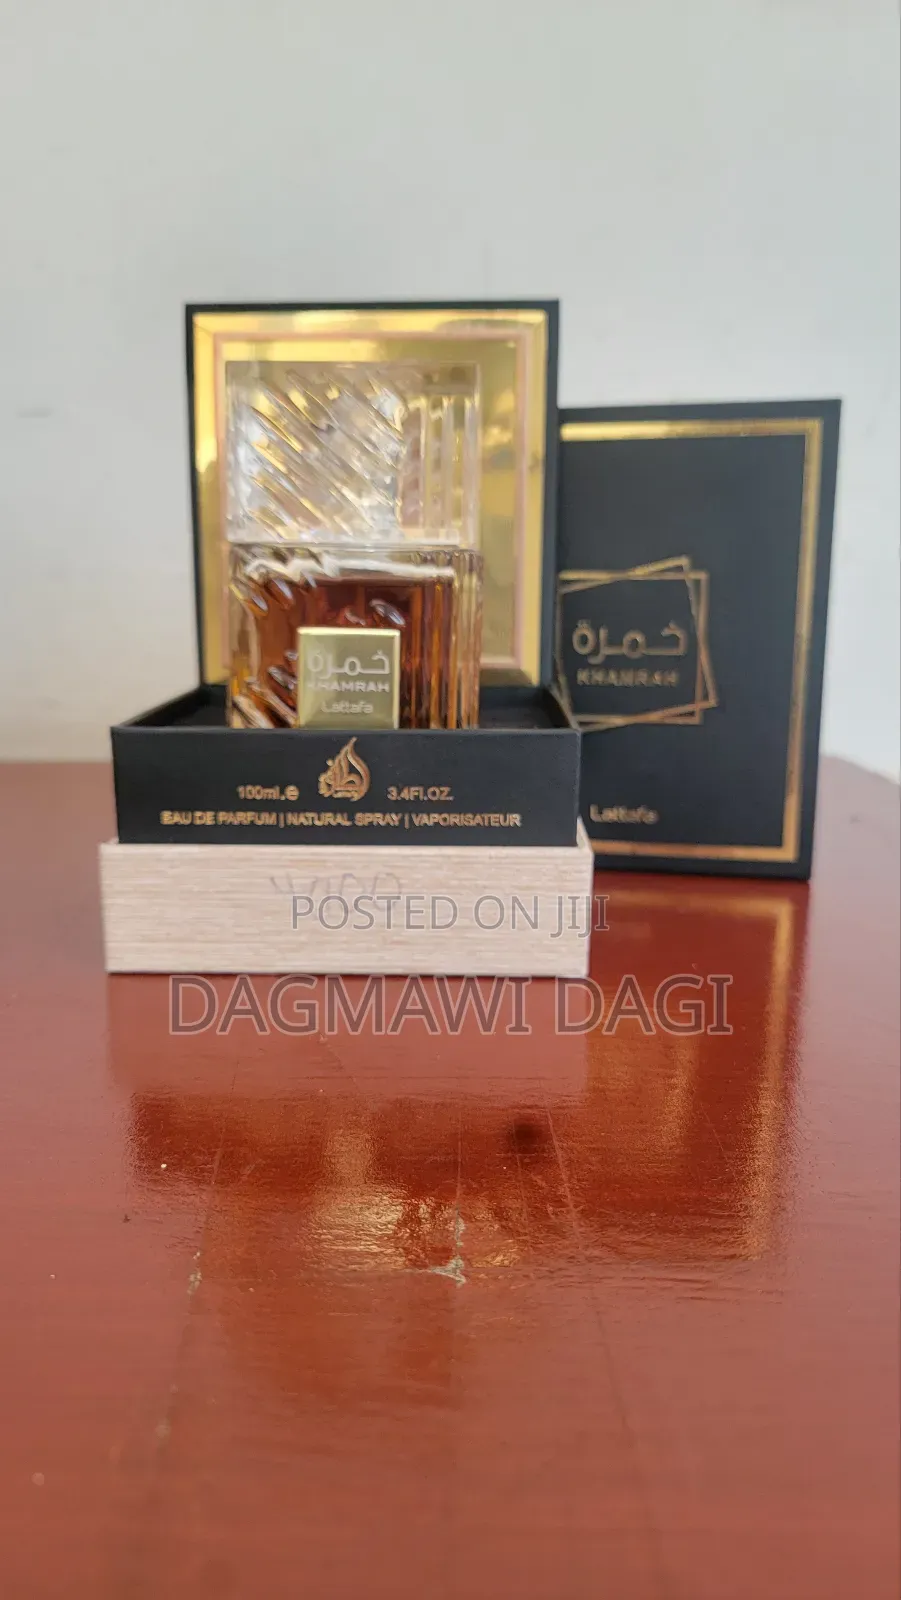 خمرة
KHAMRAH
Lattafa
خمرة
KHAMRAH
Lattafa
100ml.e
3.4Fl.OZ.
EAU DE PARFUM | NATURAL SPRAY | VAPORISATEUR
POSTED ON JIJI
DAGMAWI DAGI